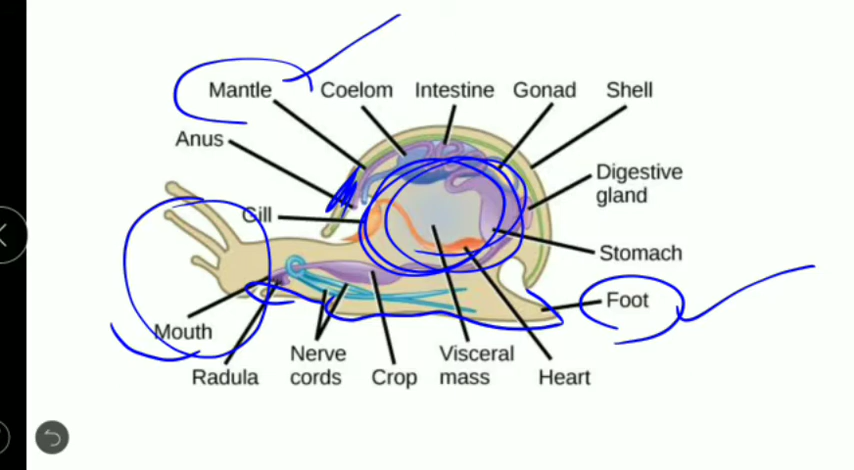 Mantle
Coelom
Intestine
Gonad
Shell
Anus
Digestive
gland
Gill
Stomach
Foot
Mouth
Radula
Nerve
cords
Crop
Visceral
mass
Heart